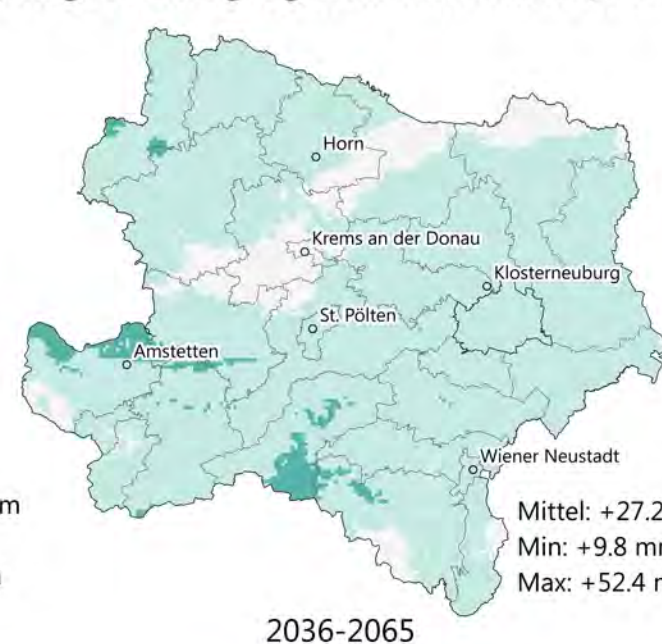 Horn
Krems an der Donau
Klosterneuburg
St. Pölten
Amstetten
Wiener Neustadt
Mittel: +27.2
Min: +9.8 m
Max: +52.4
2036-2065